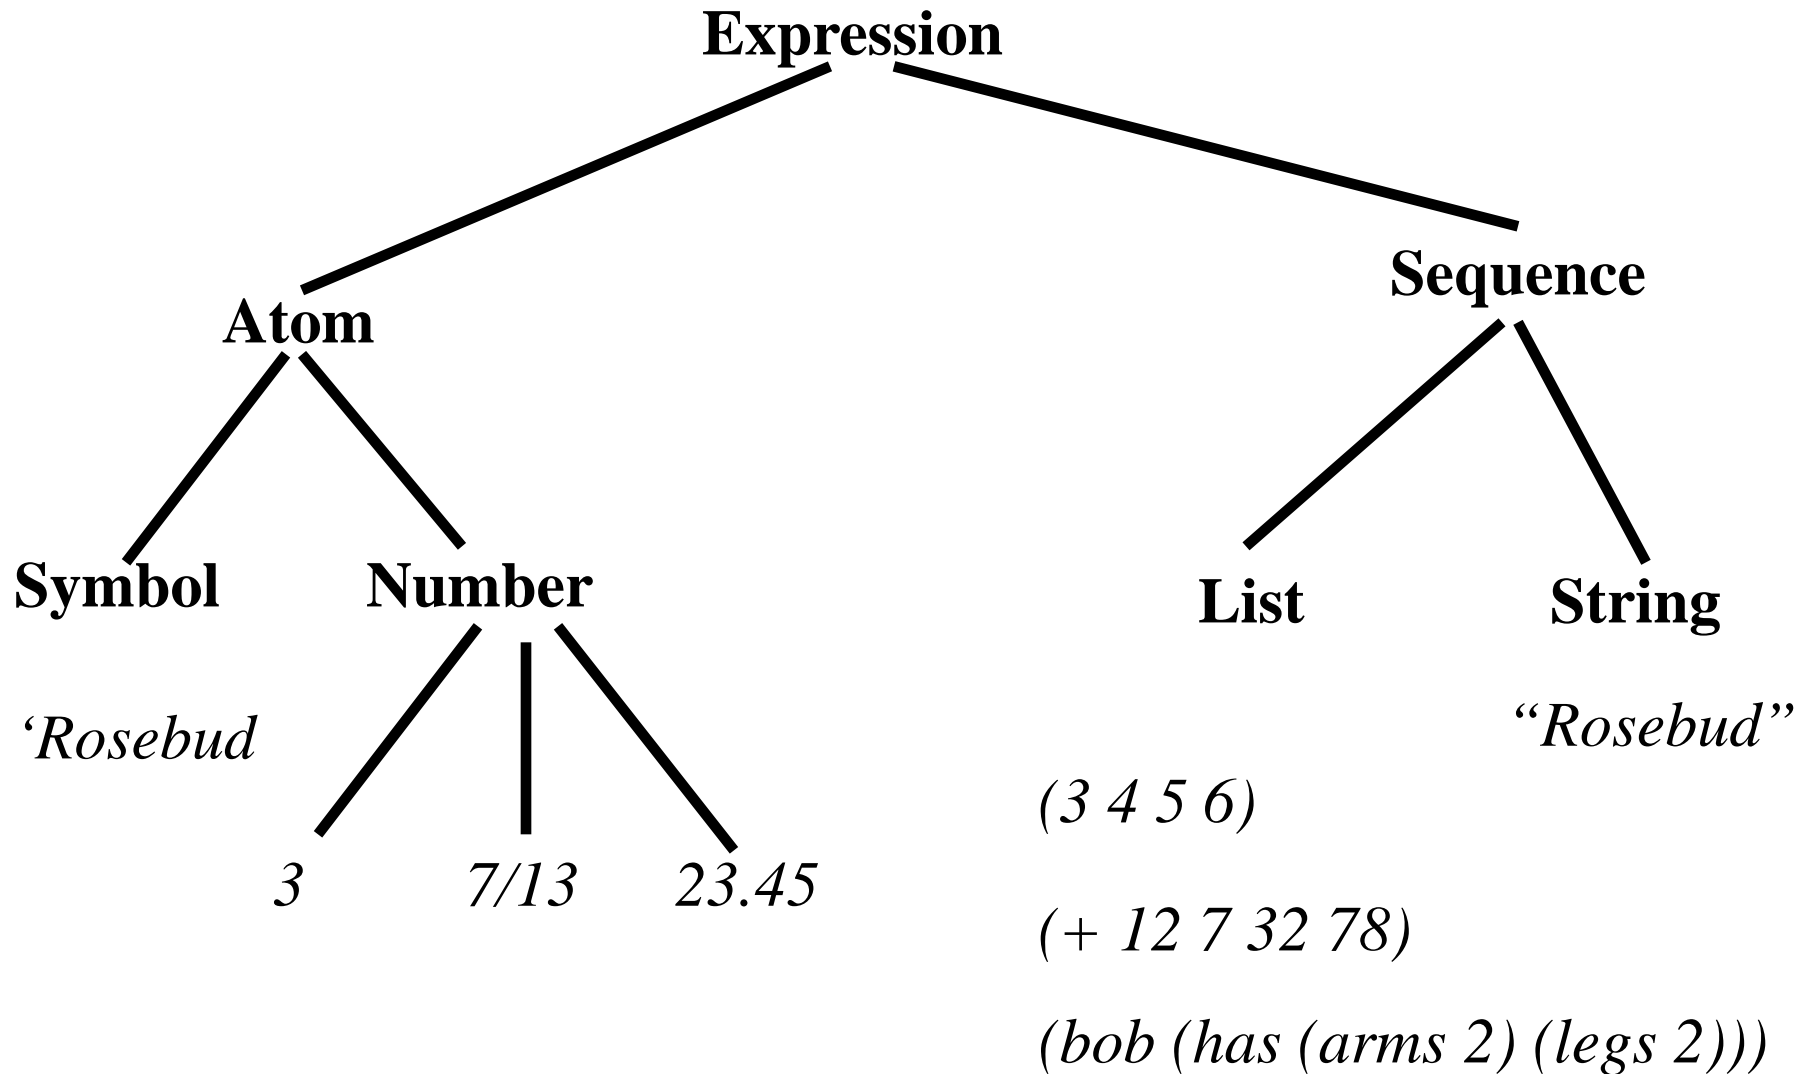 Expression
Sequence
Atom
Symbol
Number
List
String
‘Rosebud
“Rosebud”
(3 4 5 6)
3
7/13
23.45
(+ 12 7 32 78)
(bob (has (arms 2) (legs 2)))